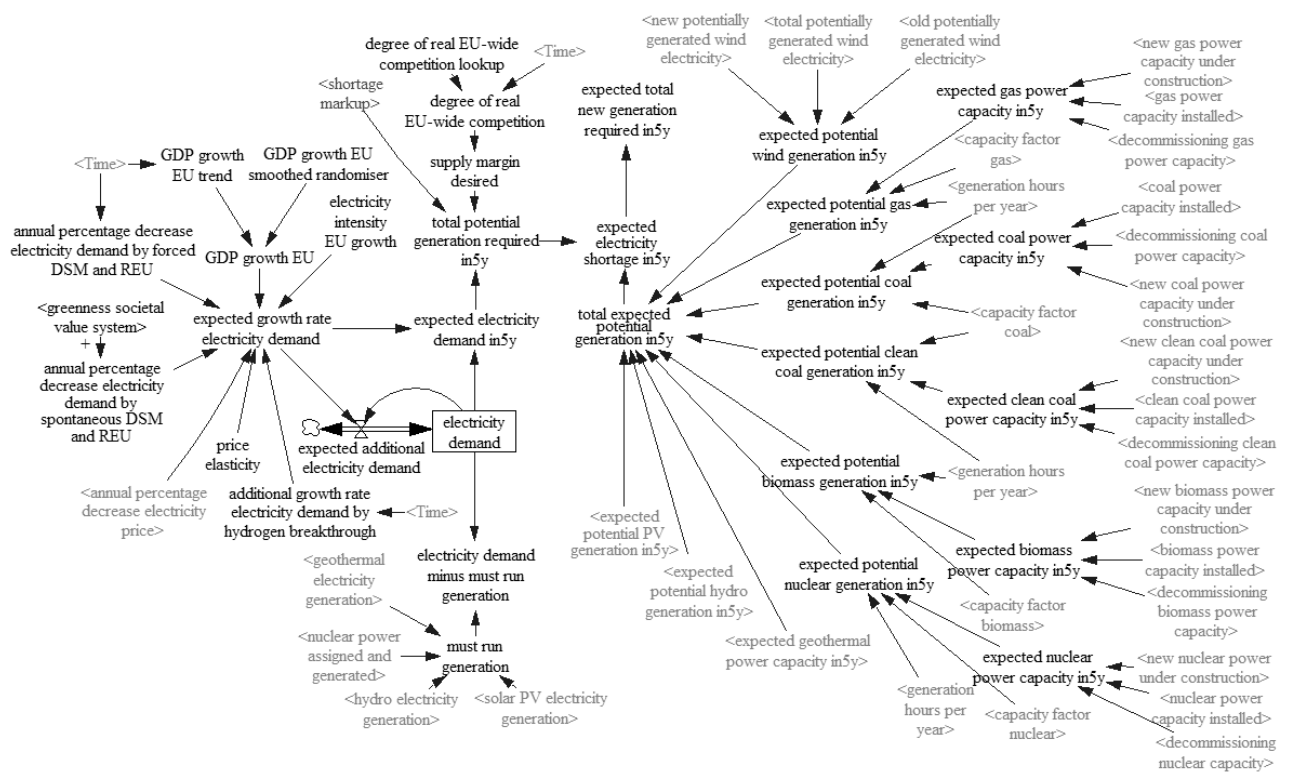 degree of real EU-wide
competition lookup
<Time>
<shortage
markup>
degree of real
EU-wide competition
supply margin
desired
total potential
generation required
in5y
<Time>
GDP growth
EU trend
GDP growth EU
smoothed randomiser
electricity
intensity
EU growth
annual percentage decrease
electricity demand by forced
DSM and REU
GDP growth EU
<greenness societal
value system>
+
expected growth rate
electricity demand
expected electricity
demand in5y
annual percentage
decrease electricity
demand by
spontaneous DSM
and REU
electricity
demand
expected additional
electricity demand
price
elasticity
<annual percentage
decrease electricity
price>
additional growth rate
electricity demand by
hydrogen breakthrough
<Time>
<geothermal
electricity
generation>
electricity demand
minus must run
generation
<nuclear power
assigned and
generated>
must run
generation
<hydro electricity
generation>
<solar PV electricity
generation>
expected total
new generation
required in5y
expected
electricity
shortage in5y
total expected
potential
generation in5y
<new potentially
generated wind
electricity>
<total potentially
generated wind
electricity>
<old potentially
generated wind
electricity>
expected potential
wind generation in5y
expected gas power
capacity in5y
<new gas power
capacity under
construction>
<gas power
capacity installed>
<decommissioning gas
power capacity>
<capacity factor
gas>
expected potential gas
generation in5y
<generation hours
per year>
<coal power
capacity installed>
expected coal power
capacity in5y
<decommissioning coal
power capacity>
<new coal power
capacity under
construction>
expected potential coal
generation in5y
<capacity factor
coal>
expected potential clean
coal generation in5y
<new clean coal power
capacity under
construction>
expected clean coal
power capacity in5y
<clean coal power
capacity installed>
<decommissioning clean
coal power capacity>
expected potential
biomass generation in5y
<generation hours
per year>
<new biomass power
capacity under
construction>
<expected
potential PV
generation in5y>
expected biomass
power capacity in5y
<biomass power
capacity installed>
<decommissioning
biomass power
capacity>
expected potential
nuclear generation in5y
<expected
potential hydro
generation in5y>
<capacity factor
biomass>
<expected geothermal
power capacity in5y>
expected nuclear
power capacity in5y
<new nuclear power
under construction>
<nuclear power
capacity installed>
<decommissioning
nuclear capacity>
<generation
hours per
year>
<capacity factor
nuclear>